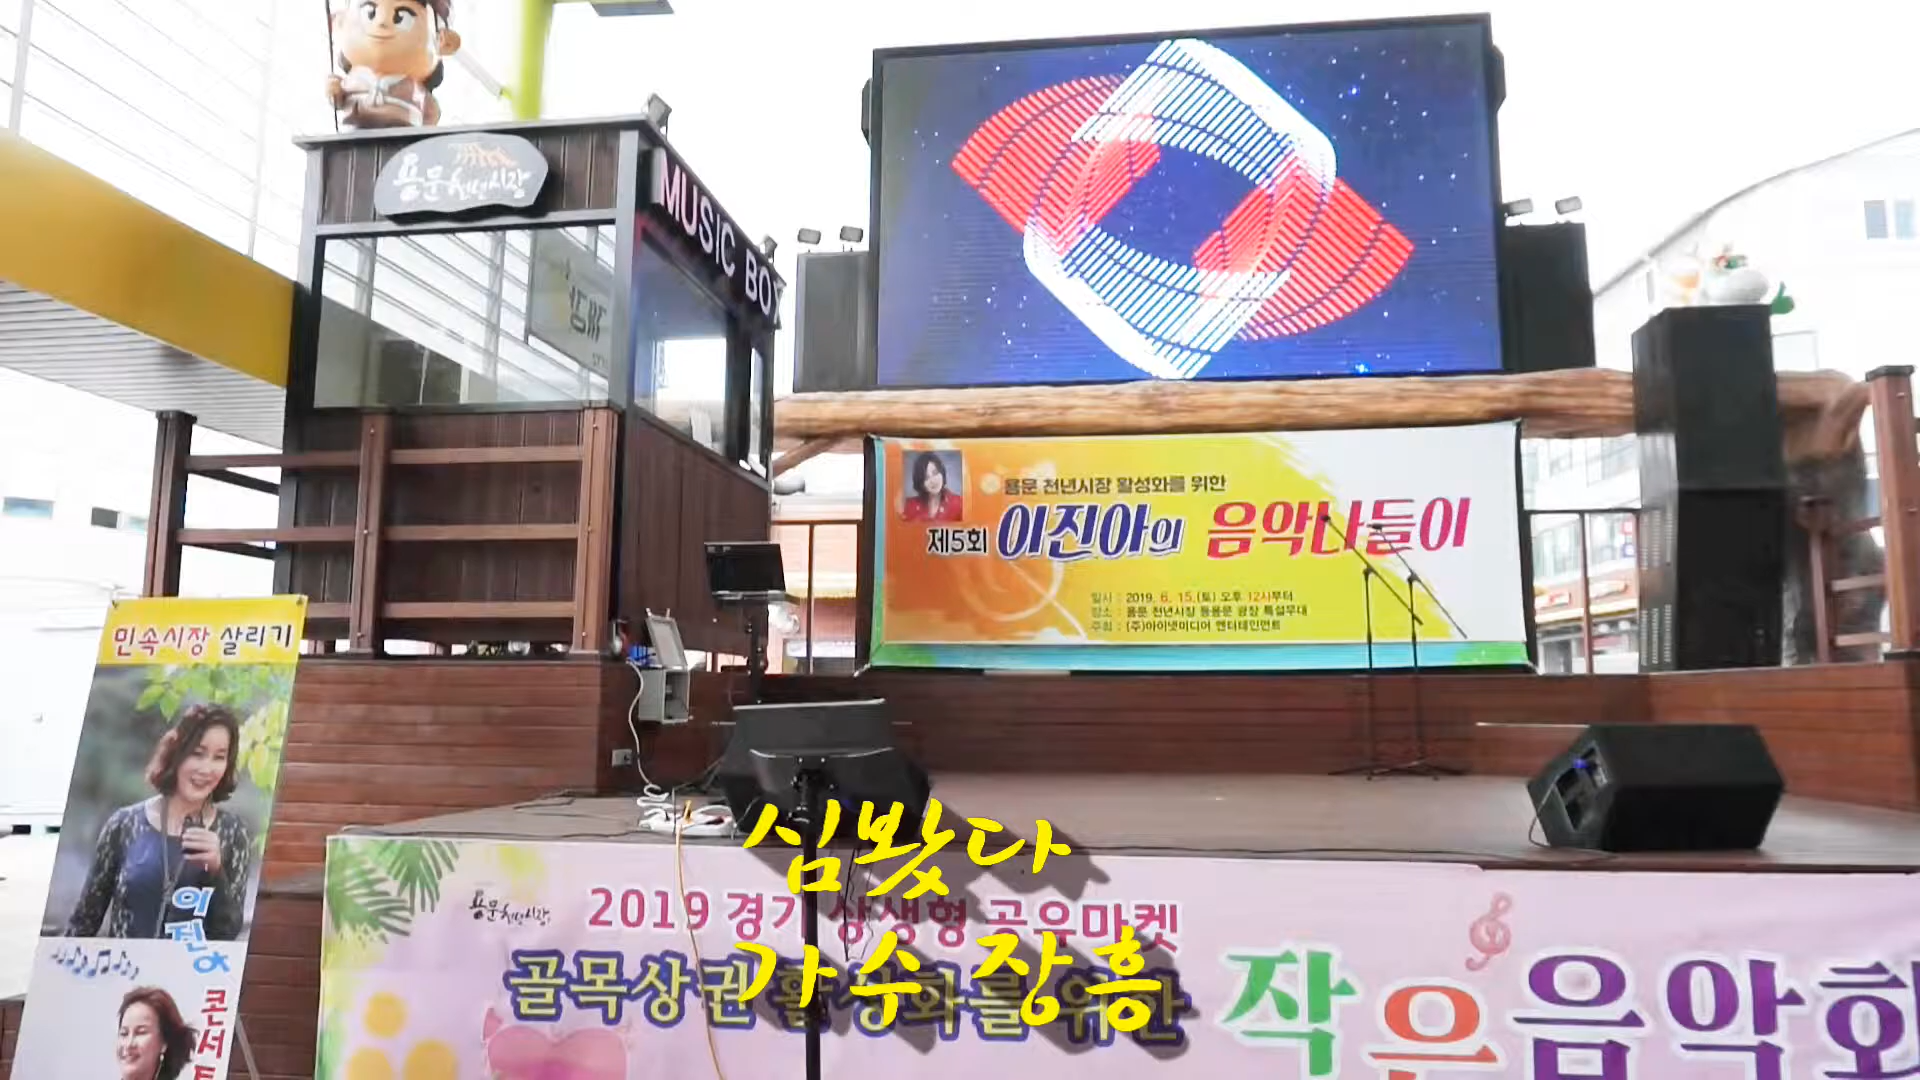 용문천년시장
MUSIC BOX
용문 천년시장 활성화를 위한
제5회 이진아의 음악나들이
일시 : 2019. 6. 15.(토) 오후 12시부터
장소 : 용문 천년시장 등용문 광장 특설무대
주최 : (주)아이넷미디어 엔터테인먼트
민속시장 살리기
이진아
콘서트
심봤다
가수 장흥
용문천년시장
2019 경기 상생형 공유마켓
골목상권 활성화를 위한
작은음악회